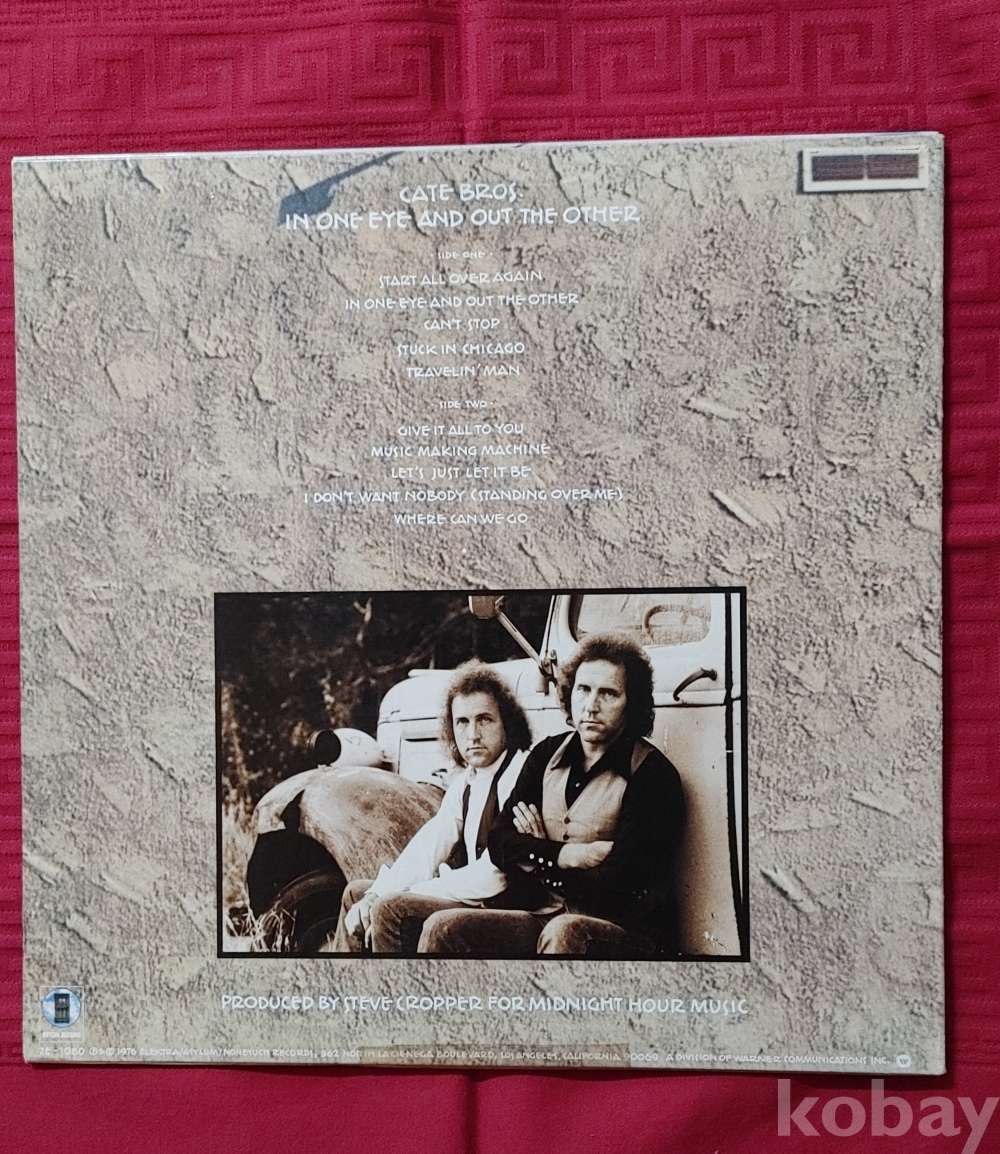 CATE BROS.
IN ONE EYE AND OUT THE OTHER
· SIDE ONE ·
START ALL OVER AGAIN
IN ONE EYE AND OUT THE OTHER
CAN'T STOP
STUCK IN CHICAGO
TRAVELIN' MAN
· SIDE TWO ·
GIVE IT ALL TO YOU
MUSIC MAKING MACHINE
LET'S JUST LET IT BE
I DON'T WANT NOBODY (STANDING OVER ME)
WHERE CAN WE GO
PRODUCED BY STEVE CROPPER FOR MIDNIGHT HOUR MUSIC
ASYLUM RECORDS
7E-1080 ℗&© 1976 ELEKTRA/ASYLUM/NONESUCH RECORDS, 962 NORTH LA CIENEGA BOULEVARD, LOS ANGELES, CALIFORNIA 90069 A DIVISION OF WARNER COMMUNICATIONS INC. W
kobay